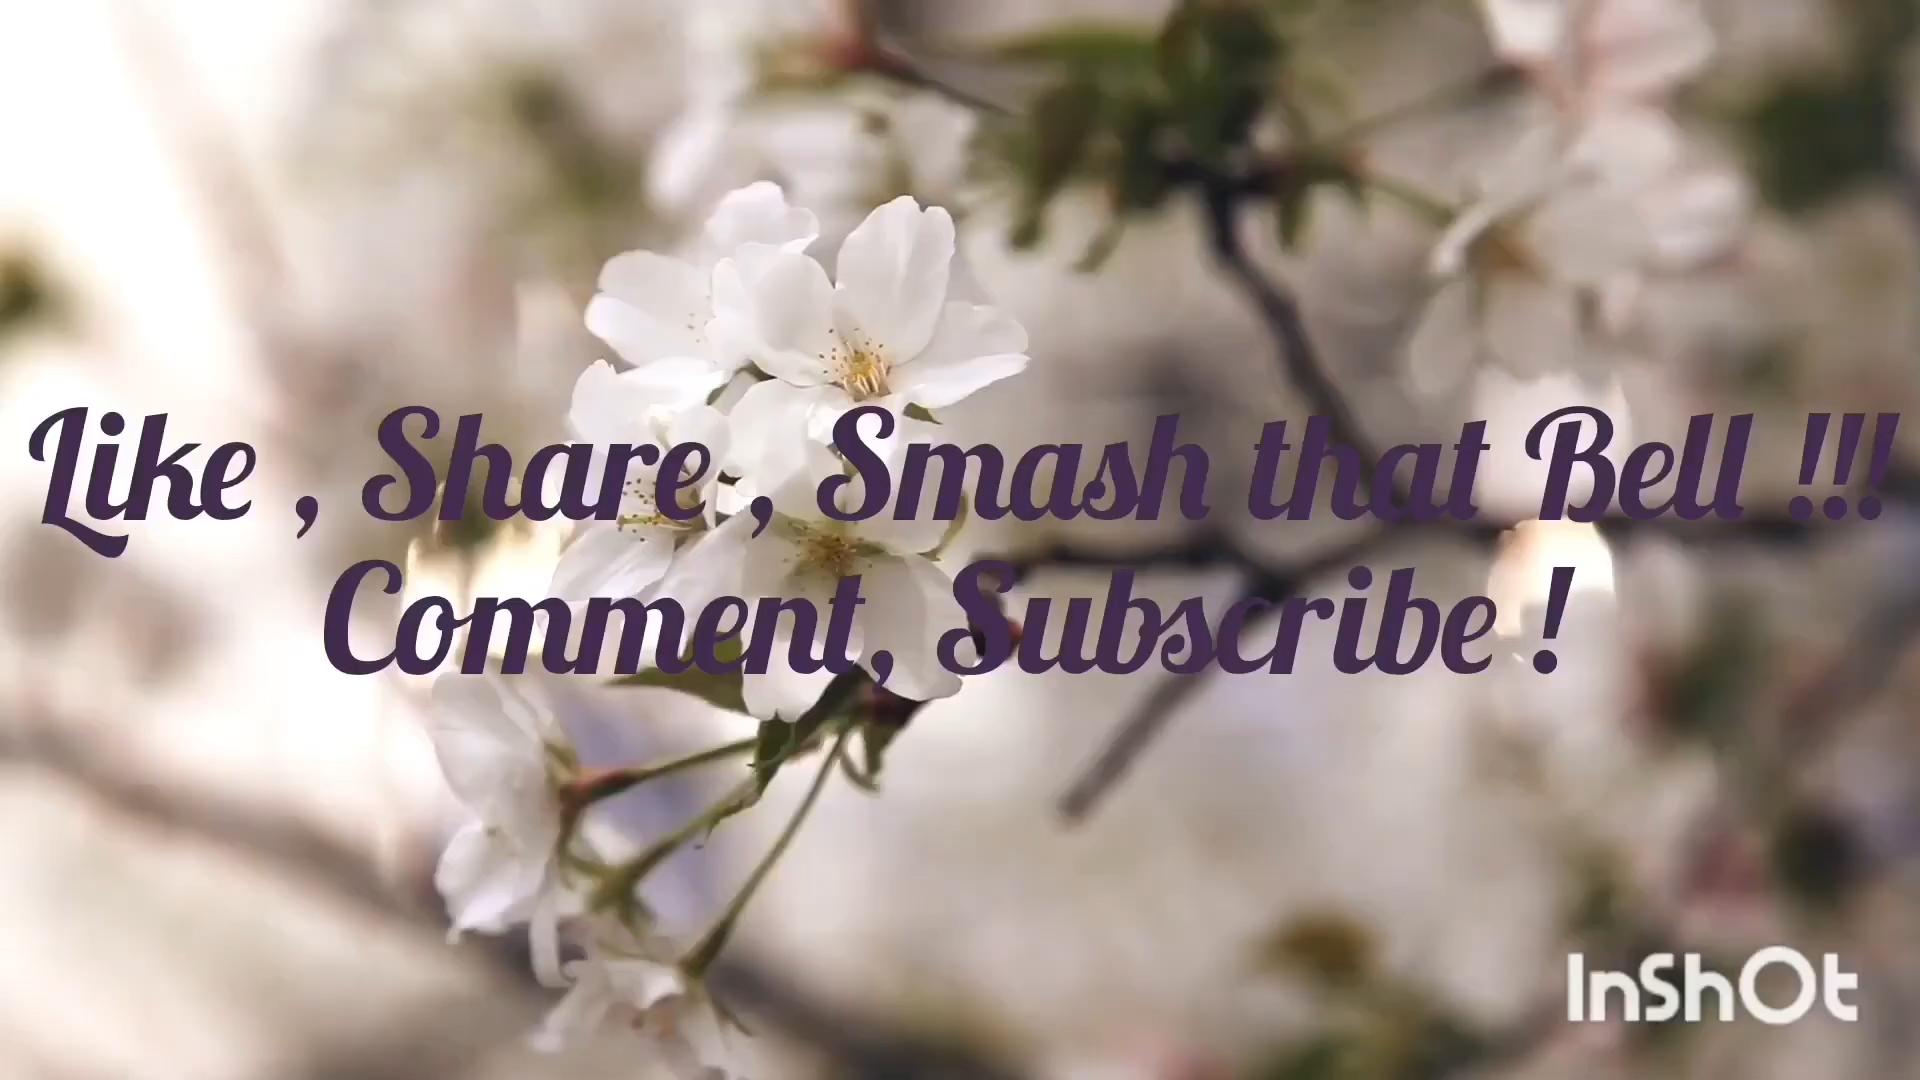 Like , Share , Smash that Bell !!!
Comment, Subscribe !
InShOt